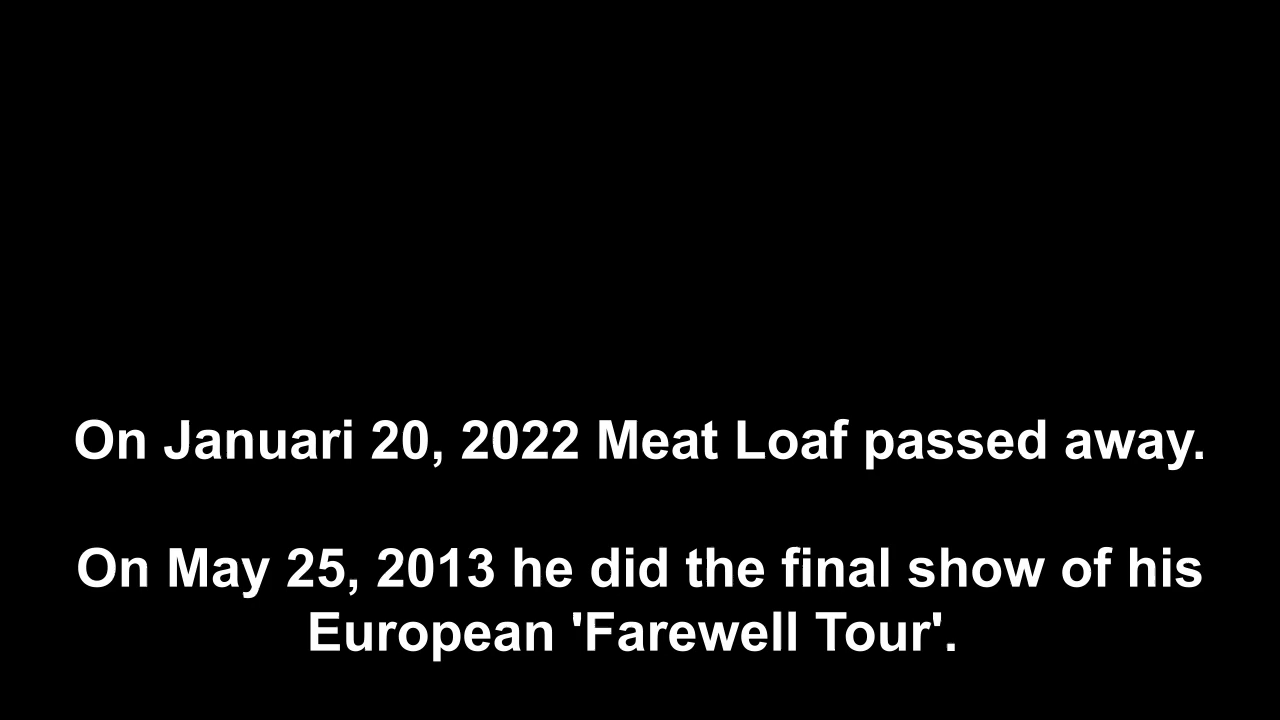 On Januari 20, 2022 Meat Loaf passed away.
On May 25, 2013 he did the final show of his
European 'Farewell Tour'.